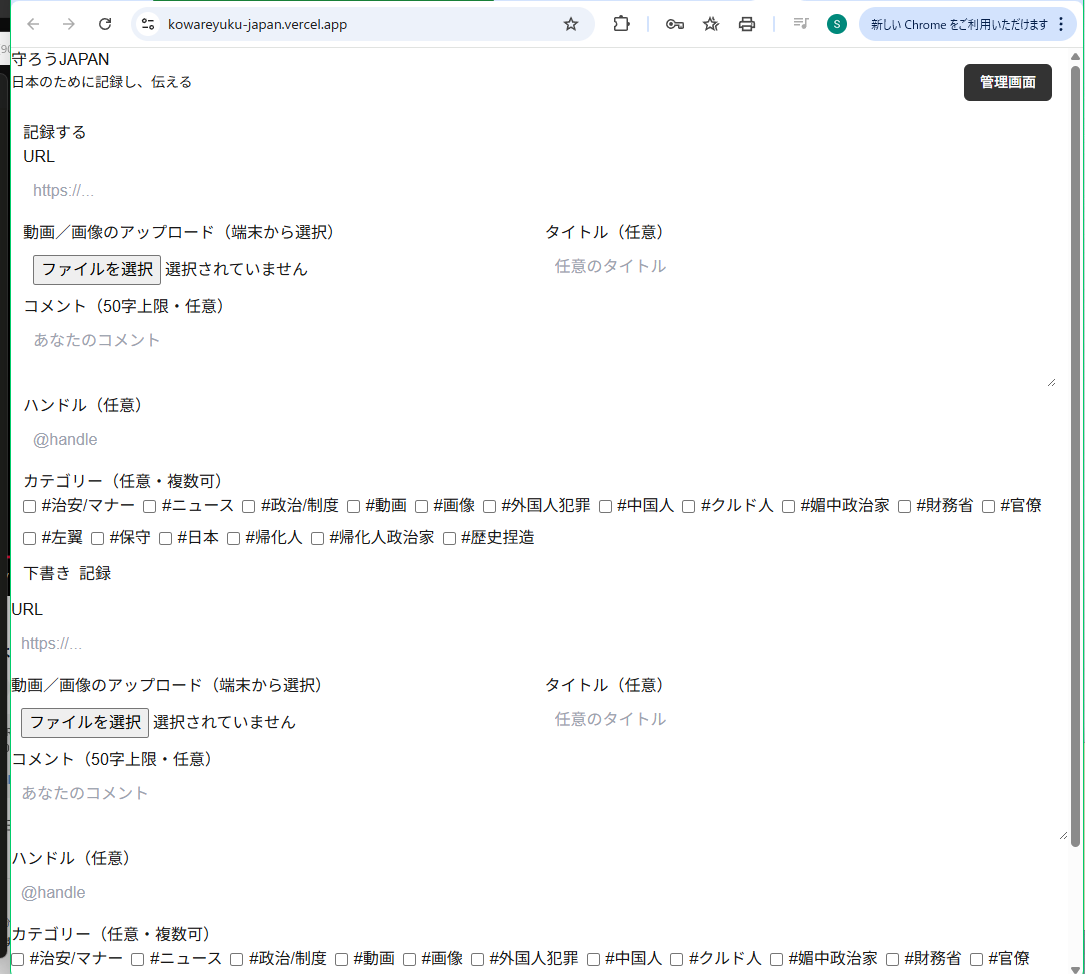 kowareyuku-japan.vercel.app
S
新しい Chrome をご利用いただけます
守ろうJAPAN
日本のために記録し、伝える
管理画面
記録する
URL
https://...
動画／画像のアップロード（端末から選択） タイトル（任意）
ファイルを選択 選択されていません 任意のタイトル
コメント（50字上限・任意）
あなたのコメント
ハンドル（任意）
@handle
カテゴリー（任意・複数可）
#治安/マナー #ニュース #政治/制度 #動画 #画像 #外国人犯罪 #中国人 #クルド人 #媚中政治家 #財務省 #官僚
#左翼 #保守 #日本 #帰化人 #帰化人政治家 #歴史捏造
下書き 記録
URL
https://...
動画／画像のアップロード（端末から選択） タイトル（任意）
ファイルを選択 選択されていません 任意のタイトル
コメント（50字上限・任意）
あなたのコメント
ハンドル（任意）
@handle
カテゴリー（任意・複数可）
#治安/マナー #ニュース #政治/制度 #動画 #画像 #外国人犯罪 #中国人 #クルド人 #媚中政治家 #財務省 #官僚